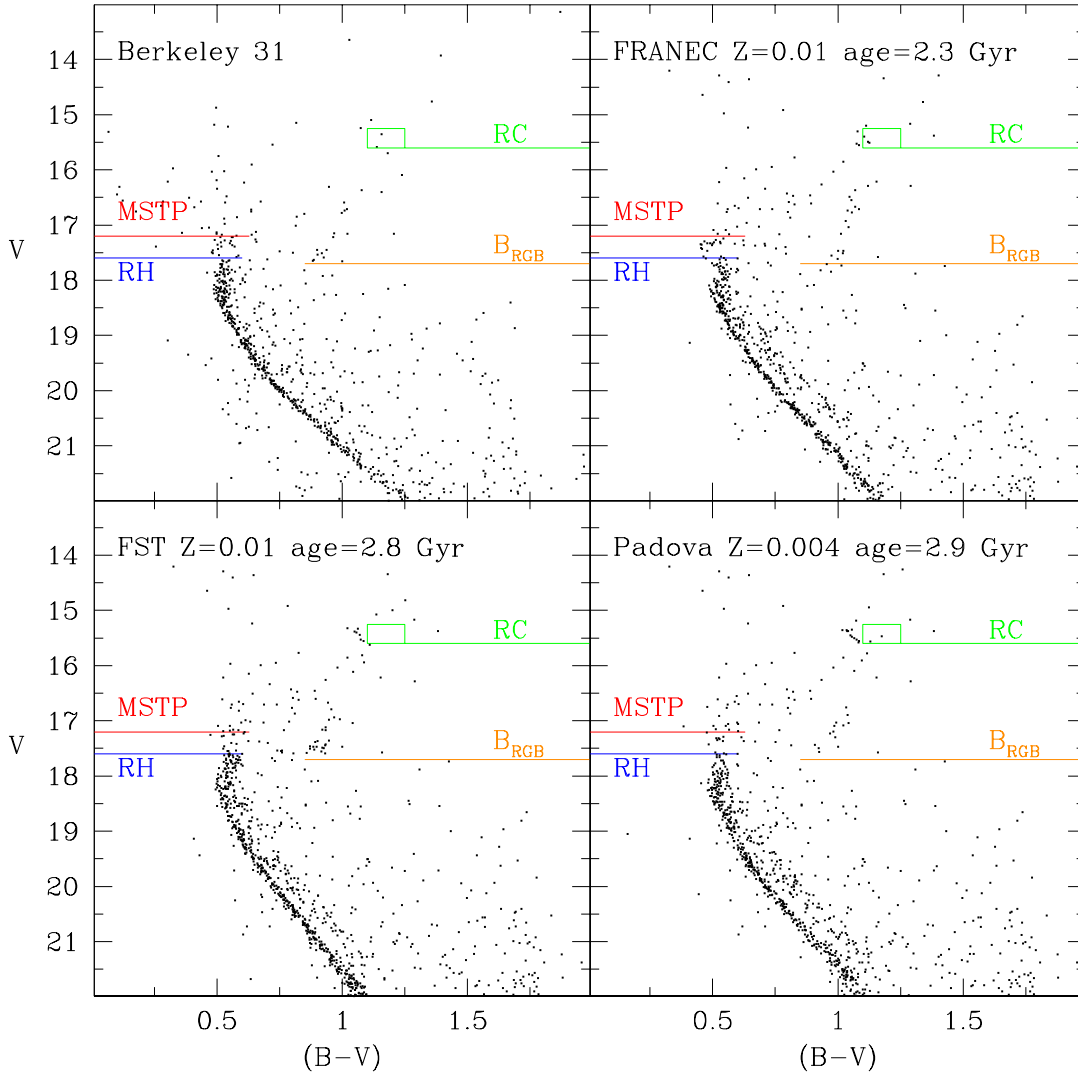 Berkeley 31
FRANEC Z=0.01 age=2.3 Gyr
14
15
16
17
18
19
20
21
V
RC
MSTP
RH
B_RGB
RC
MSTP
RH
B_RGB
FST Z=0.01 age=2.8 Gyr
Padova Z=0.004 age=2.9 Gyr
14
15
16
17
18
19
20
21
V
RC
MSTP
RH
B_RGB
RC
MSTP
RH
B_RGB
0.5 1 1.5
0.5 1 1.5
(B−V)
(B−V)